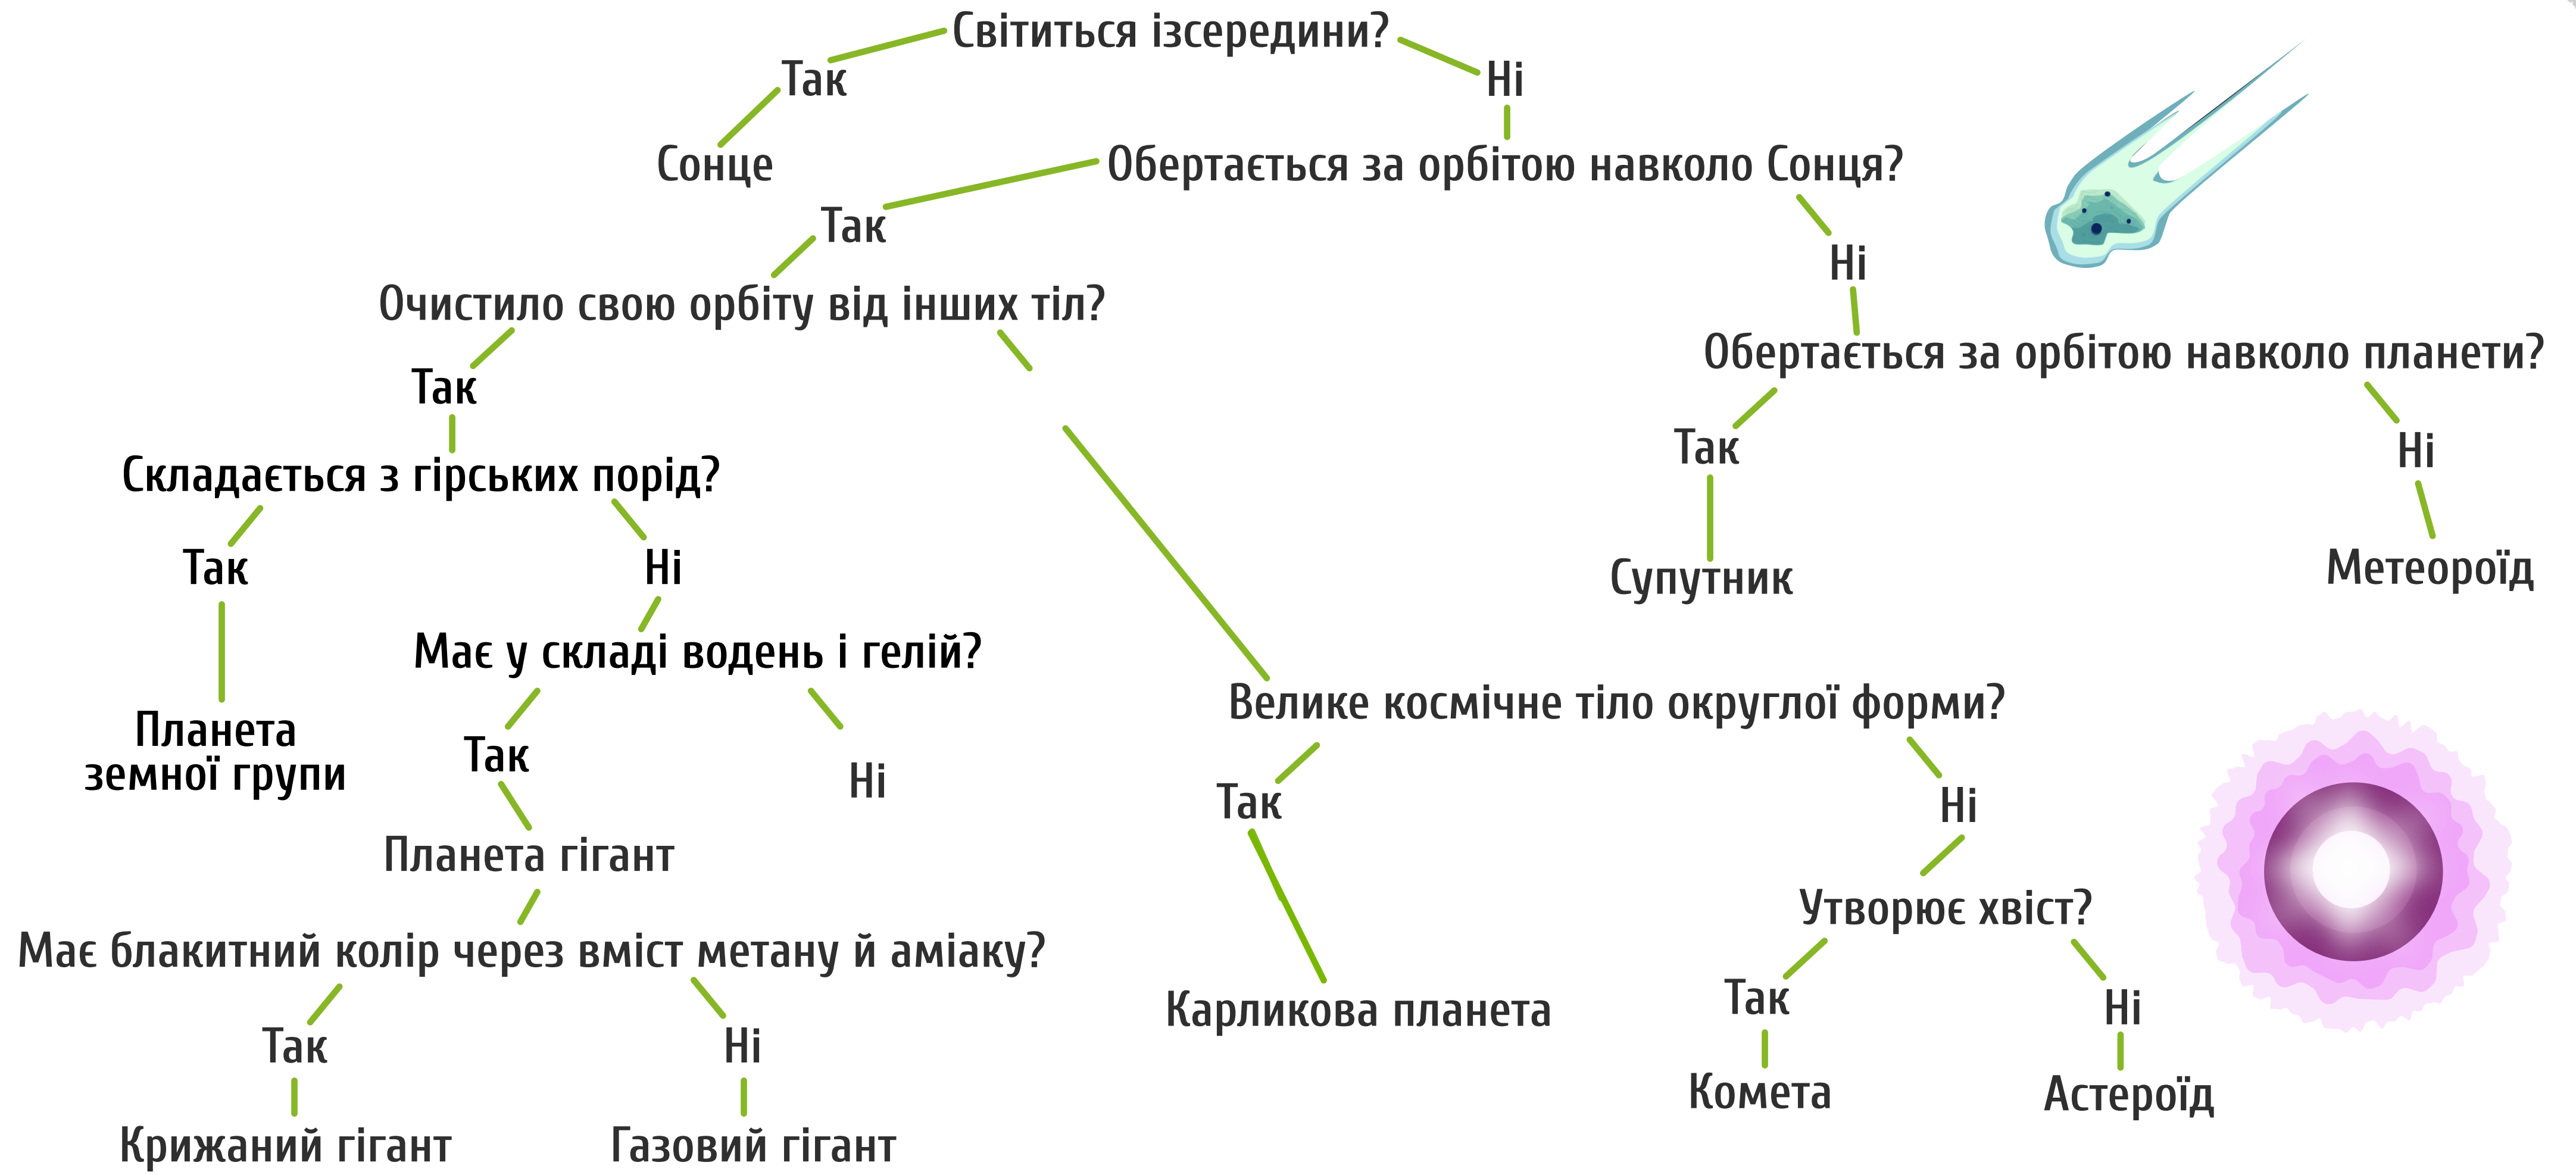 Світиться ізсередини?
Так
Ні
Сонце
Обертається за орбітою навколо Сонця?
Так
Ні
Очистило свою орбіту від інших тіл?
Обертається за орбітою навколо планети?
Так
Так
Ні
Складається з гірських порід?
Так
Ні
Супутник
Метеороїд
Має у складі водень і гелій?
Велике космічне тіло округлої форми?
Планета
земної групи
Так
Ні
Так
Ні
Планета гігант
Утворює хвіст?
Має блакитний колір через вміст метану й аміаку?
Карликова планета
Так
Ні
Так
Ні
Комета
Астероїд
Крижаний гігант
Газовий гігант